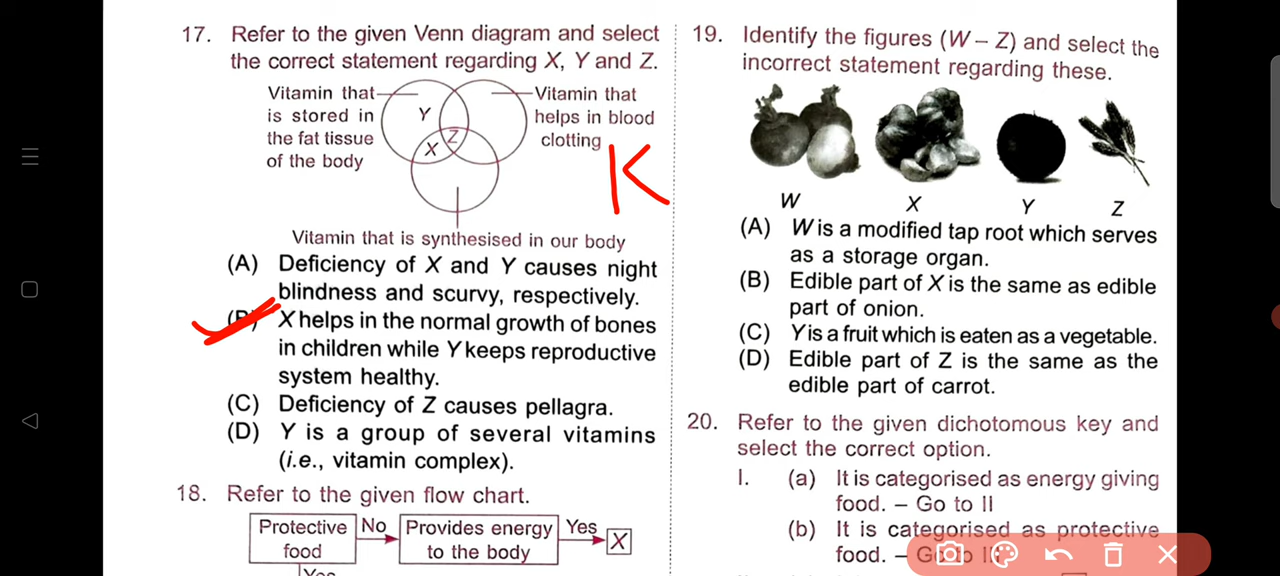 17. Refer to the given Venn diagram and select
the correct statement regarding X, Y and Z.
Vitamin that
is stored in
the fat tissue
of the body
Y
Z
X
Vitamin that
helps in blood
clotting
K
Vitamin that is synthesised in our body
(A) Deficiency of X and Y causes night
blindness and scurvy, respectively.
(B) X helps in the normal growth of bones
in children while Y keeps reproductive
system healthy.
(C) Deficiency of Z causes pellagra.
(D) Y is a group of several vitamins
(i.e., vitamin complex).
18. Refer to the given flow chart.
Protective
food
No
Provides energy
to the body
Yes
X
Yes
19. Identify the figures (W – Z) and select the
incorrect statement regarding these.
W X Y Z
(A) W is a modified tap root which serves
as a storage organ.
(B) Edible part of X is the same as edible
part of onion.
(C) Y is a fruit which is eaten as a vegetable.
(D) Edible part of Z is the same as the
edible part of carrot.
20. Refer to the given dichotomous key and
select the correct option.
I. (a) It is categorised as energy giving
food. – Go to II
(b) It is categorised as protective
food. –